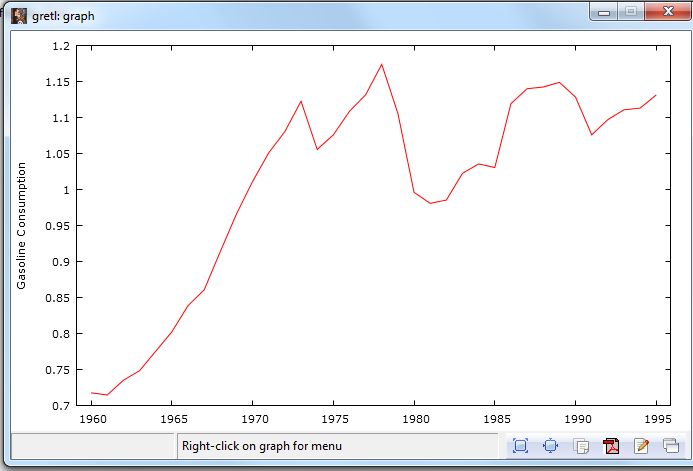 gretl: graph
1.2
1.15
1.1
1.05
1
0.95
0.9
0.85
0.8
0.75
0.7
Gasoline Consumption
1960 1965 1970 1975 1980 1985 1990 1995
Right-click on graph for menu